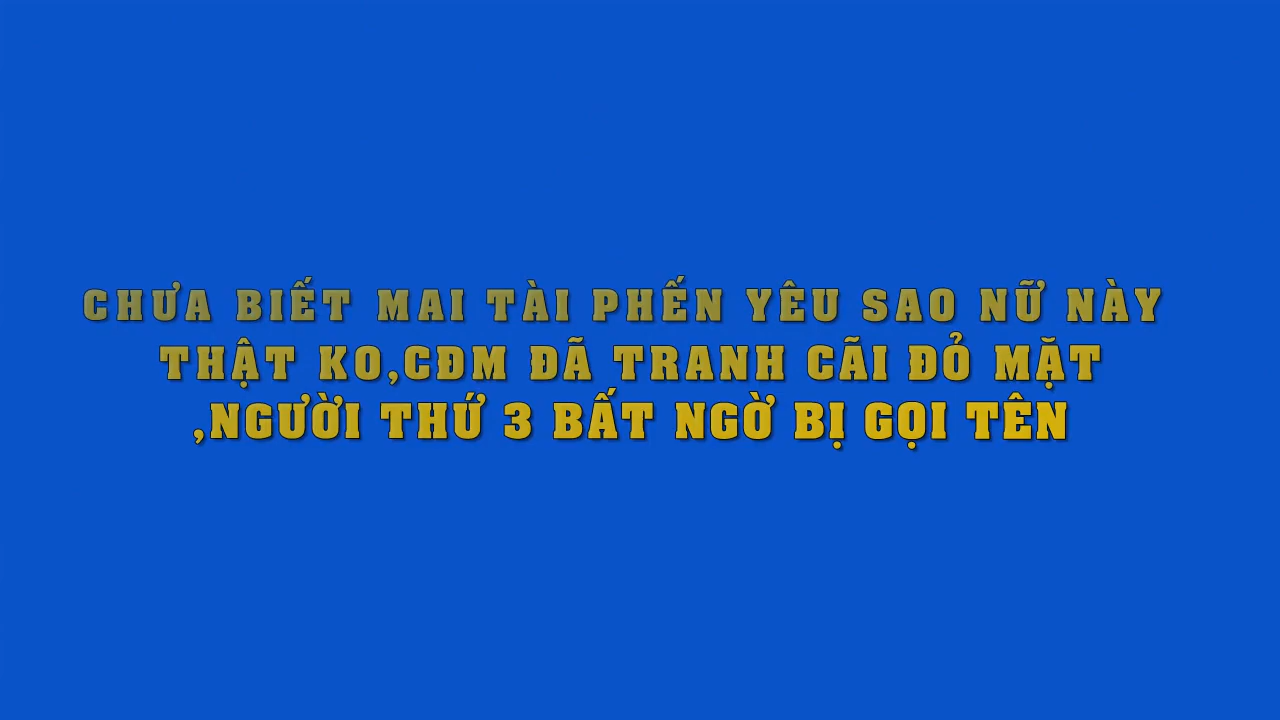 CHƯA BIẾT MAI TÀI PHẾN YÊU SAO NỮ NÀY
THẬT KO,CĐM ĐÃ TRANH CÃI ĐỎ MẶT
,NGƯỜI THỨ 3 BẤT NGỜ BỊ GỌI TÊN